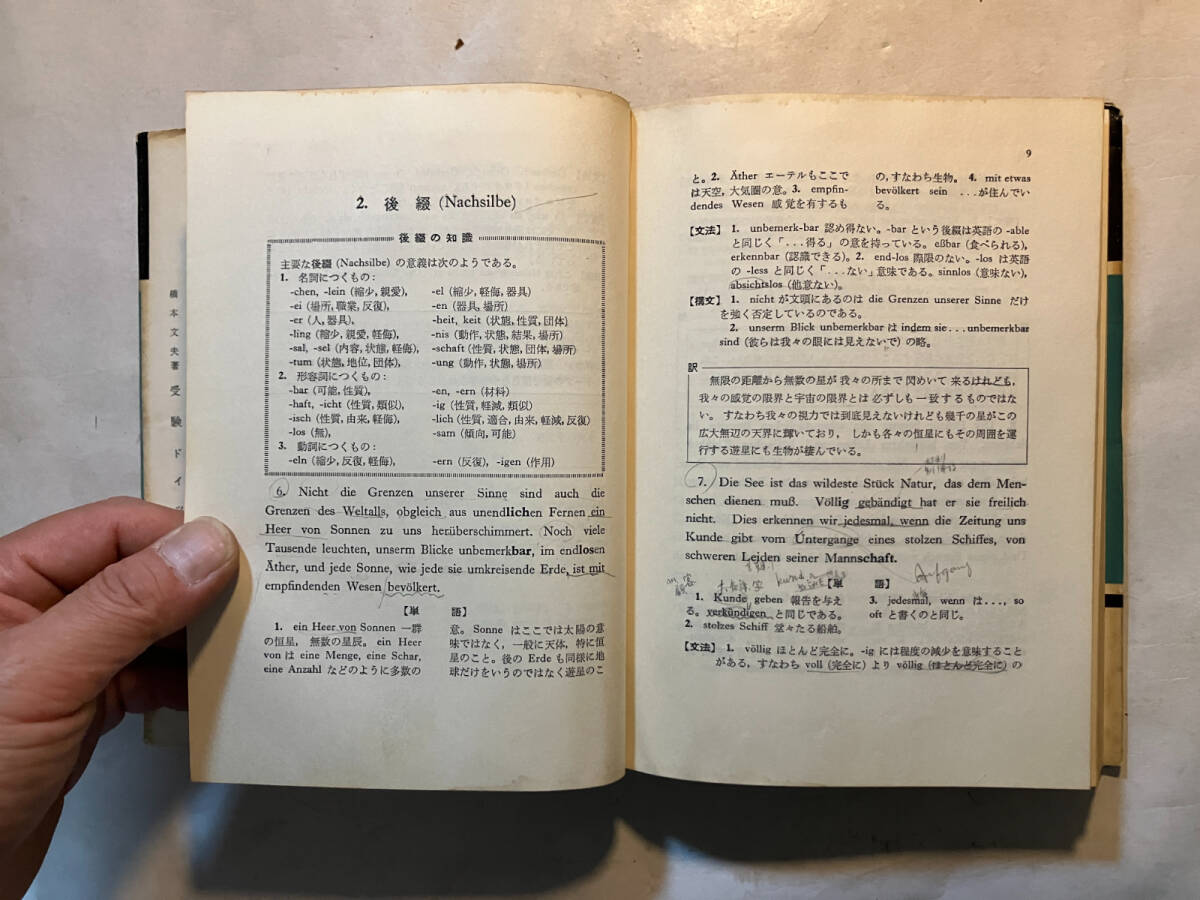 橋本文夫著 受験ドイ
2. 後 綴 (Nachsilbe)
後綴の知識
主要な後綴 (Nachsilbe) の意義は次のようである。
1. 名詞につくもの:
-chen, -lein (縮少, 親愛), -el (縮少, 軽侮, 器具)
-ei (場所, 職業, 反復), -en (器具, 場所)
-er (人, 器具), -heit, keit (状態, 性質, 団体)
-ling (縮少, 親愛, 軽侮) -nis (動作, 状態, 結果, 場所)
-sal, -sel (内容, 状態, 軽侮), -schaft (性質, 状態, 団体, 場所)
-tum (状態, 地位, 団体), -ung (動作, 状態, 場所)
2. 形容詞につくもの:
-bar (可能, 性質), -en, -ern (材料)
-haft, -icht (性質, 類似), -ig (性質, 軽減, 類似)
-isch (性質, 由来, 軽侮), -lich (性質, 適合, 由来, 軽減, 反復)
-los (無), -sam (傾向, 可能)
3. 動詞につくもの:
-eln (縮少, 反復, 軽侮), -ern (反復), -igen (作用)
6. Nicht die Grenzen unserer Sinne sind auch die
Grenzen des Weltalls, obgleich aus unendlichen Fernen ein
Heer von Sonnen zu uns herüberschimmert. Noch viele
Tausende leuchten, unserm Blicke unbemerkbar, im endlosen
Äther, und jede Sonne, wie jede sie umkreisende Erde, ist mit
empfindenden Wesen bevölkert.
【単 語】
1. ein Heer von Sonnen 一群
の恒星, 無数の星辰。 ein Heer
von は eine Menge, eine Schar,
eine Anzahl などのように多数の
意。 Sonne はここでは太陽の意
味ではなく, 一般に天体, 特に恒
星のこと。後の Erde も同様に地
球だけをいうのではなく遊星のこ
9
と。 2. Äther エーテルもここで
は天空, 大気圏の意。 3. empfin-
dendes Wesen 感覚を有するも
の, すなわち生物。 4. mit etwas
bevölkert sein ...が住んでい
る。
【文法】 1. unbemerk-bar 認め得ない。 -bar という後綴は英語の -able
と同じく「...得る」の意を持っている。 eßbar (食べられる),
erkennbar (認識できる)。 2. end-los 際限のない。 -los は英語
の -less と同じく「...ない」意味である。 sinnlos (意味ない),
absichtslos (他意ない)。
【構文】 1. nicht が文頭にあるのは die Grenzen unserer Sinne だけ
を強く否定しているのである。
2. unserm Blick unbemerkbar は indem sie...unbemerkbar
sind (彼らは我々の眼には見えないで) の略。
訳
無限の距離から無数の星が我々の所まで閃めいて来るけれども,
我々の感覚の限界と宇宙の限界とは必ずしも一致するものではな
い。 すなわち我々の視力では到底見えないけれども幾千の星がこの
広大無辺の天界に輝いており, しかも各々の恒星にもその周囲を運
行する遊星にも生物が棲んでいる。
7. Die See ist das wildeste Stück Natur, das dem Men-
schen dienen muß. Völlig gebändigt hat er sie freilich
nicht. Dies erkennen wir jedesmal, wenn die Zeitung uns
Kunde gibt vom Untergange eines stolzen Schiffes, von
schweren Leiden seiner Mannschaft.
Aufgang
【単 語】
1. Kunde geben 報告を与え
る。 verkündigen と同じである。
2. stolzes Schiff 堂々たる船舶。
3. jedesmal, wenn は..., so
oft と書くのと同じ。
【文法】 1. völlig ほとんど完全に。 -ig には程度の減少を意味すること
がある, すなわち voll (完全に) より völlig (ほとんど完全に) の